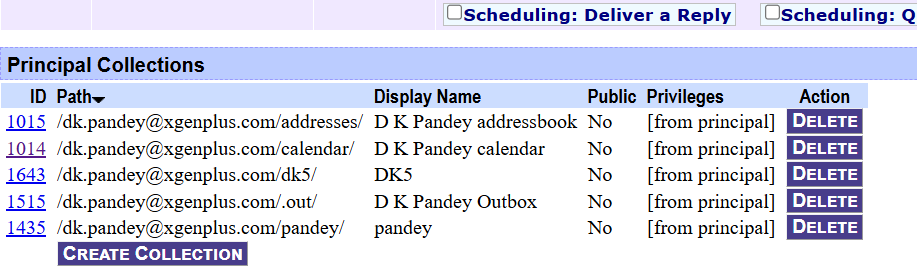 Scheduling: Deliver a Reply Scheduling: Q
Principal Collections
ID Path Display Name Public Privileges Action
1015 /dk.pandey@xgenplus.com/addresses/ D K Pandey addressbook No [from principal] DELETE
1014 /dk.pandey@xgenplus.com/calendar/ D K Pandey calendar No [from principal] DELETE
1643 /dk.pandey@xgenplus.com/dk5/ DK5 No [from principal] DELETE
1515 /dk.pandey@xgenplus.com/.out/ D K Pandey Outbox No [from principal] DELETE
1435 /dk.pandey@xgenplus.com/pandey/ pandey No [from principal] DELETE
CREATE COLLECTION